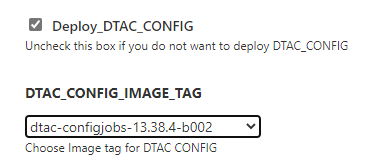 Deploy_DTAC_CONFIG
Uncheck this box if you do not want to deploy DTAC_CONFIG
DTAC_CONFIG_IMAGE_TAG
dtac-configjobs-13.38.4-b002
Choose Image tag for DTAC CONFIG